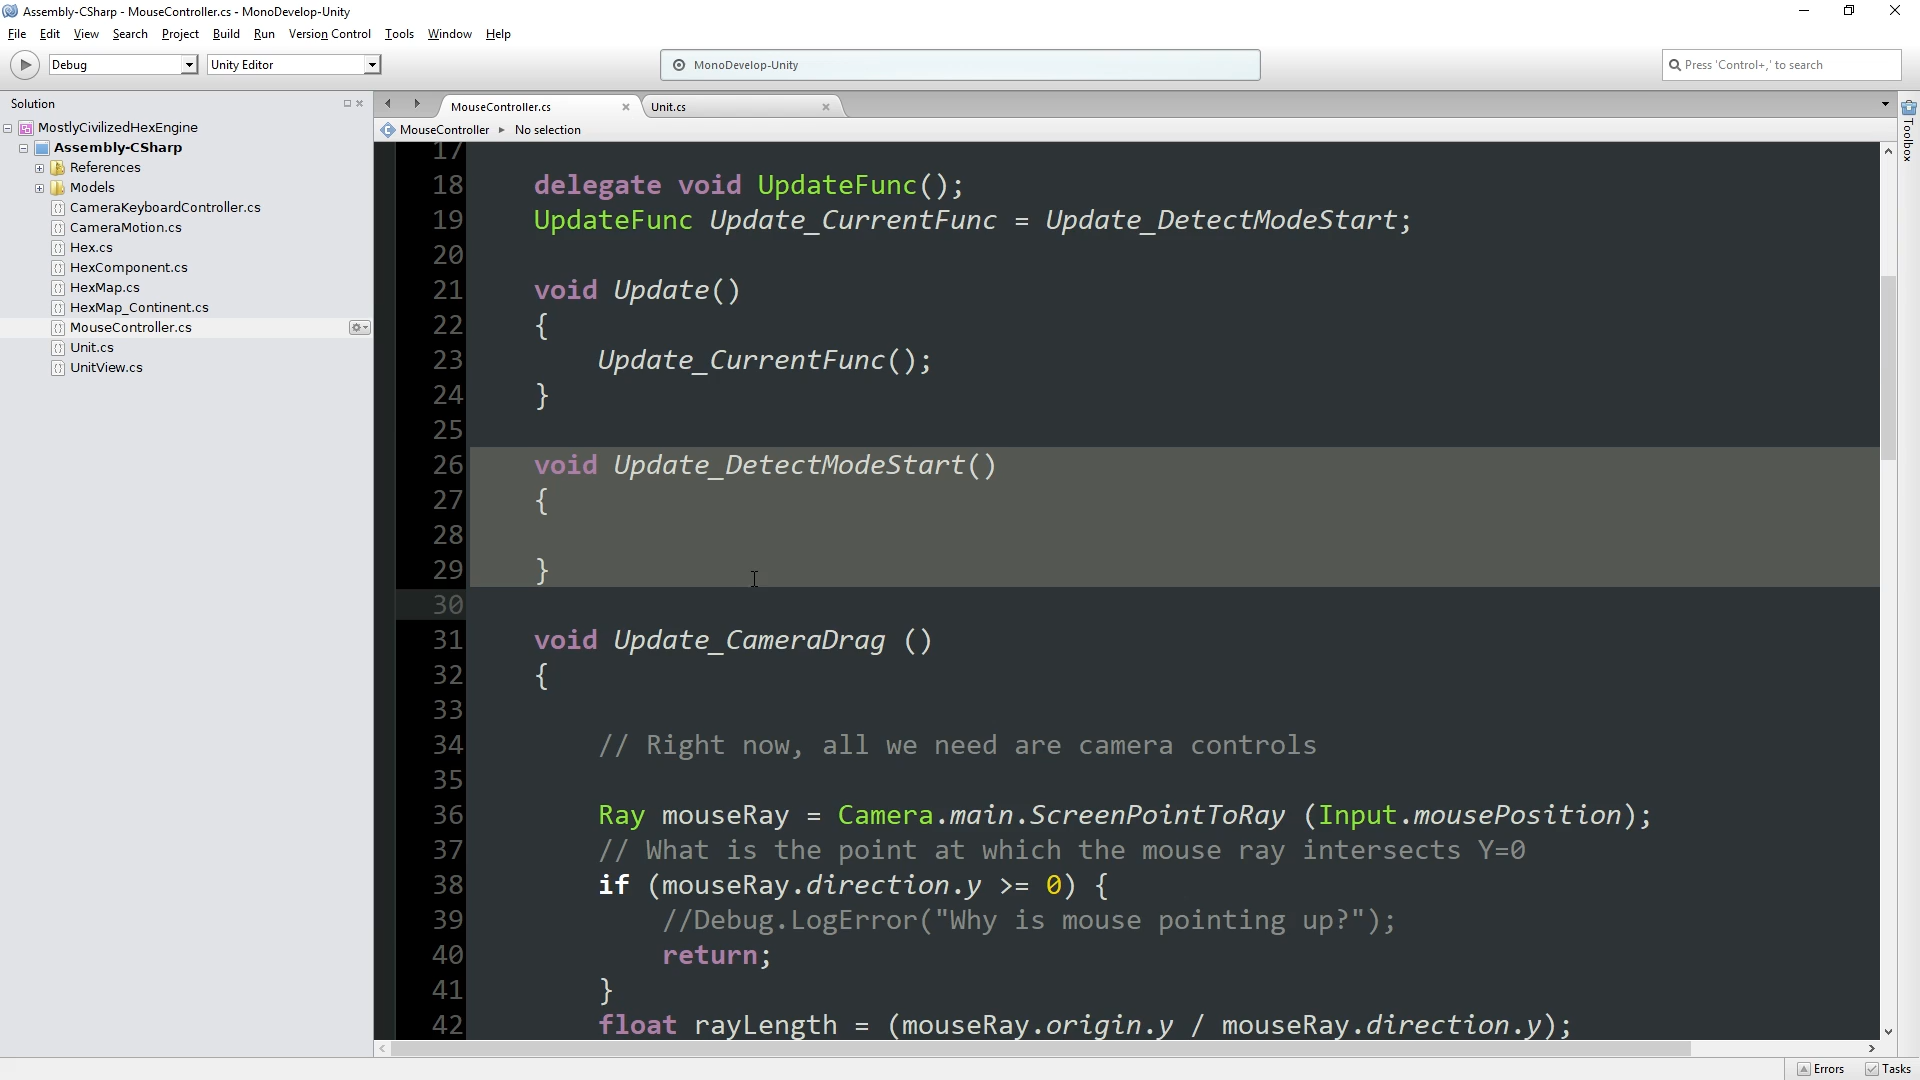 Assembly-CSharp - MouseController.cs - MonoDevelop-Unity
File Edit View Search Project Build Run Version Control Tools Window Help
Debug Unity Editor MonoDevelop-Unity Press 'Control+,' to search
Solution
MouseController.cs Unit.cs
MouseController No selection
Toolbox
MostlyCivilizedHexEngine
Assembly-CSharp
References
Models
CameraKeyboardController.cs
CameraMotion.cs
Hex.cs
HexComponent.cs
HexMap.cs
HexMap_Continent.cs
MouseController.cs
Unit.cs
UnitView.cs
17
18 delegate void UpdateFunc();
19 UpdateFunc Update_CurrentFunc = Update_DetectModeStart;
20
21 void Update()
22 {
23 Update_CurrentFunc();
24 }
25
26 void Update_DetectModeStart()
27 {
28
29 }
30
31 void Update_CameraDrag ()
32 {
33
34 // Right now, all we need are camera controls
35
36 Ray mouseRay = Camera.main.ScreenPointToRay (Input.mousePosition);
37 // What is the point at which the mouse ray intersects Y=0
38 if (mouseRay.direction.y >= 0) {
39 //Debug.LogError("Why is mouse pointing up?");
40 return;
41 }
42 float rayLength = (mouseRay.origin.y / mouseRay.direction.y);
Errors Tasks